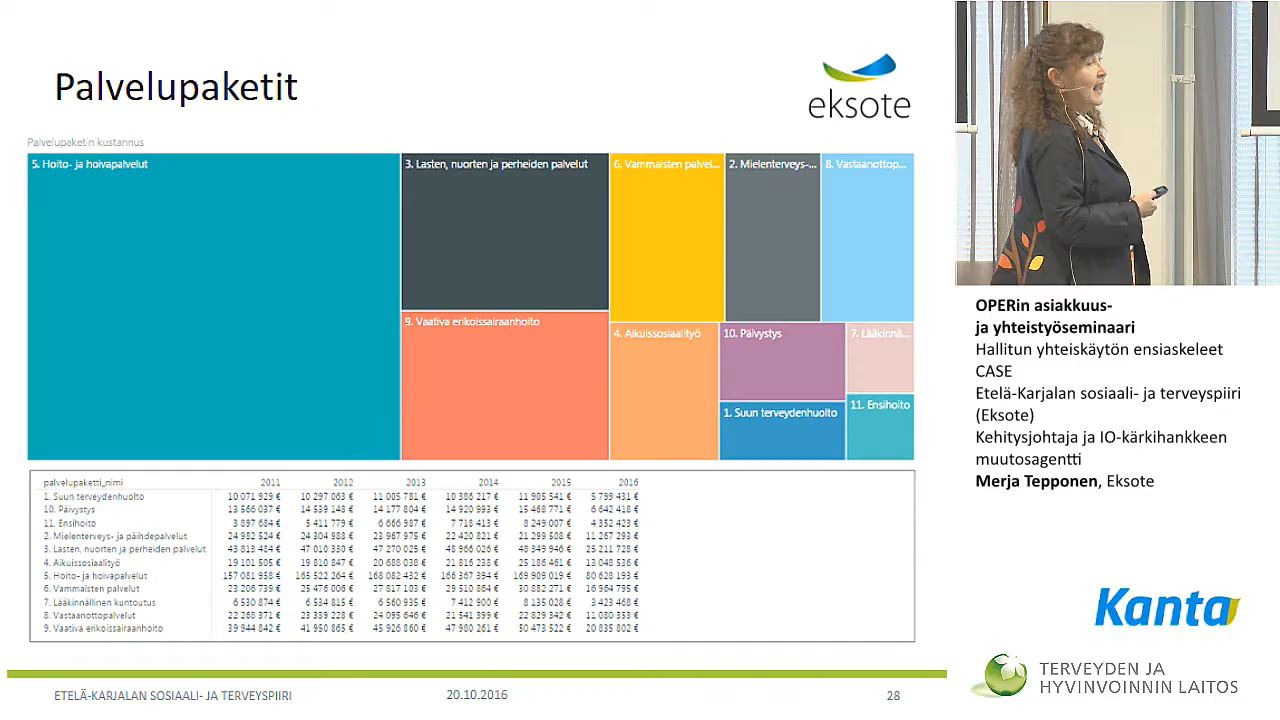 Palvelupaketit
eksote
Palvelupaketin kustannus
5. Hoito- ja hoivapalvelut
3. Lasten, nuorten ja perheiden palvelut
6. Vammaisten palvel...
2. Mielenterveys-...
8. Vastaanottop...
9. Vaativa erikoissairaanhoito
4. Aikuissosiaalityö
10. Päivystys
7. Lääkinnä...
1. Suun terveydenhuolto
11. Ensihoito
palvelupaketti_nimi 2011 2012 2013 2014 2015 2016
1. Suun terveydenhuolto 10 071 929 € 10 297 063 € 11 005 781 € 10 386 217 € 11 905 541 € 5 799 431 €
10. Päivystys 13 566 037 € 14 539 148 € 14 177 804 € 14 920 993 € 15 468 771 € 6 642 418 €
11. Ensihoito 3 897 684 € 5 411 779 € 6 666 987 € 7 718 413 € 8 249 007 € 4 352 423 €
2. Mielenterveys- ja päihdepalvelut 24 982 524 € 24 304 988 € 23 967 975 € 22 420 821 € 21 299 508 € 11 267 293 €
3. Lasten, nuorten ja perheiden palvelut 43 813 484 € 47 010 330 € 47 270 025 € 48 966 026 € 48 349 946 € 25 211 728 €
4. Aikuissosiaalityö 19 101 505 € 19 810 847 € 20 688 038 € 21 816 238 € 25 186 461 € 13 048 536 €
5. Hoito- ja hoivapalvelut 157 081 958 € 165 522 264 € 168 082 432 € 166 367 394 € 169 909 019 € 80 628 193 €
6. Vammaisten palvelut 23 206 739 € 25 476 006 € 27 817 103 € 29 510 864 € 30 882 271 € 16 964 795 €
7. Lääkinnällinen kuntoutus 6 530 874 € 6 534 815 € 6 560 935 € 7 412 900 € 8 135 028 € 3 423 468 €
8. Vastaanottopalvelut 22 268 371 € 23 339 228 € 24 095 646 € 21 541 399 € 22 829 342 € 11 080 353 €
9. Vaativa erikoissairaanhoito 39 944 842 € 41 950 865 € 45 926 860 € 47 980 261 € 50 473 522 € 20 835 802 €
ETELÄ-KARJALAN SOSIAALI- JA TERVEYSPIIRI 20.10.2016 28
OPERin asiakkuus-
ja yhteistyöseminaari
Hallitun yhteiskäytön ensiaskeleet
CASE
Etelä-Karjalan sosiaali- ja terveyspiiri
(Eksote)
Kehitysjohtaja ja IO-kärkihankkeen
muutosagentti
Merja Tepponen, Eksote
Kanta
TERVEYDEN JA
HYVINVOINNIN LAITOS